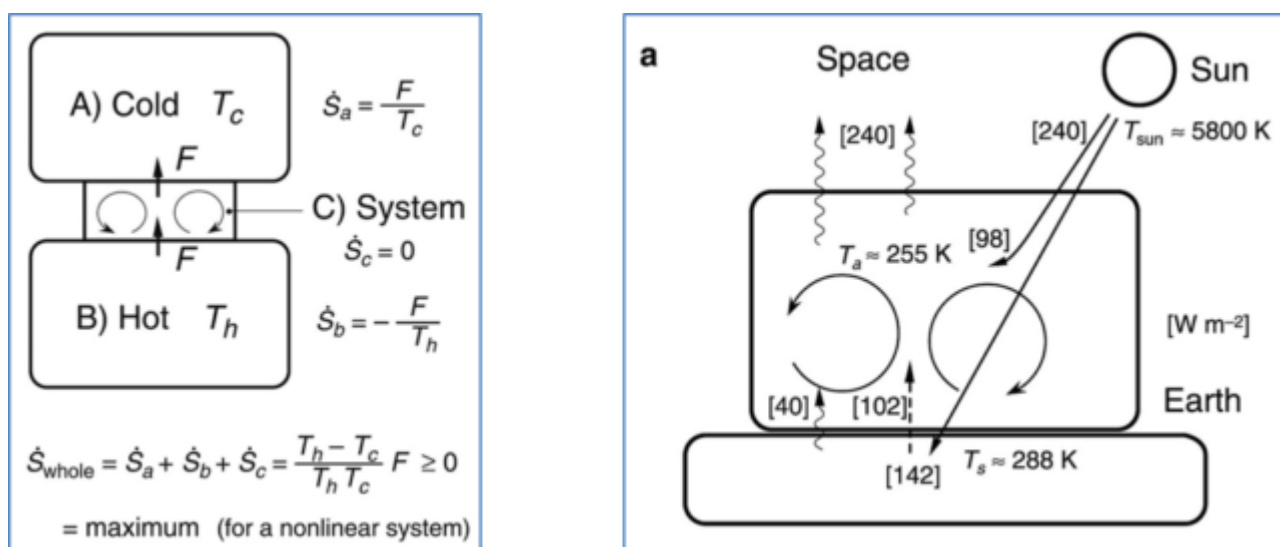 A) Cold T_c
Ṡ_a = F / T_c
F
C) System
Ṡ_c = 0
F
B) Hot T_h
Ṡ_b = − F / T_h
Ṡ_whole = Ṡ_a + Ṡ_b + Ṡ_c = (T_h − T_c) / (T_h T_c) F ≥ 0
= maximum (for a nonlinear system)
a
Space
Sun
[240]
[240]
T_sun ≈ 5800 K
[98]
T_a ≈ 255 K
[W m⁻²]
[40]
[102]
Earth
[142]
T_s ≈ 288 K